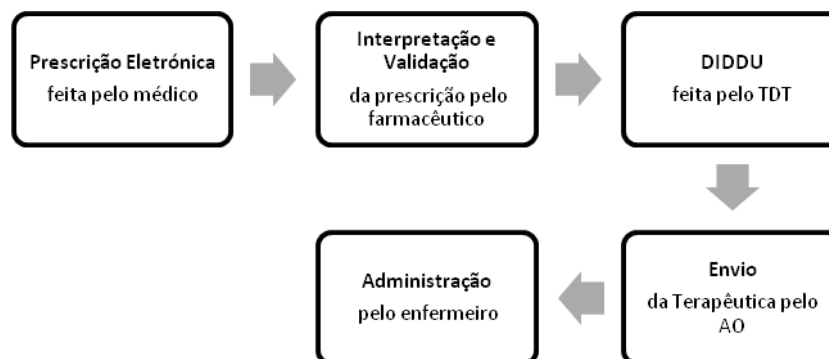 Prescrição Eletrónica
feita pelo médico
Interpretação e
Validação
da prescrição pelo
farmacêutico
DIDDU
feita pelo TDT
Envio
da Terapêutica pelo
AO
Administração
pelo enfermeiro